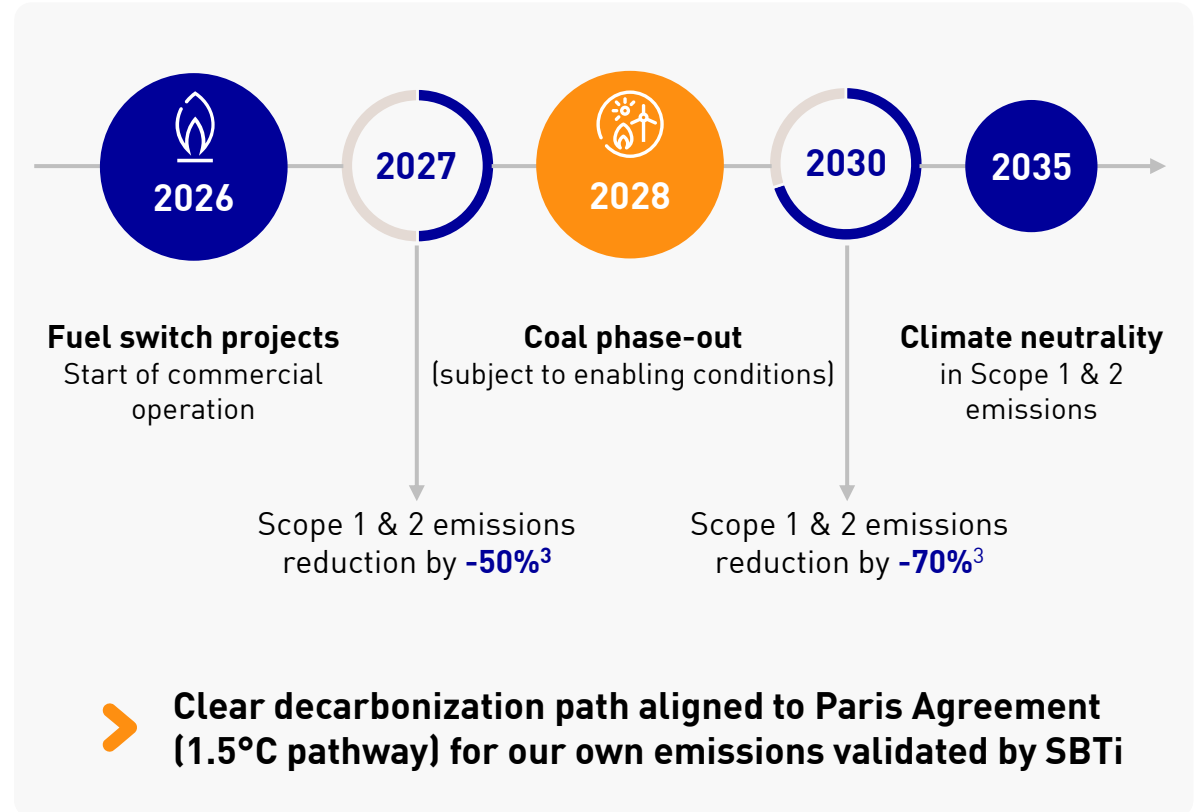 2026
2027
2028
2030
2035
Fuel switch projects
Start of commercial
operation
Coal phase-out
(subject to enabling conditions)
Climate neutrality
in Scope 1 & 2
emissions
Scope 1 & 2 emissions
reduction by -50%³
Scope 1 & 2 emissions
reduction by -70%³
Clear decarbonization path aligned to Paris Agreement
(1.5°C pathway) for our own emissions validated by SBTi